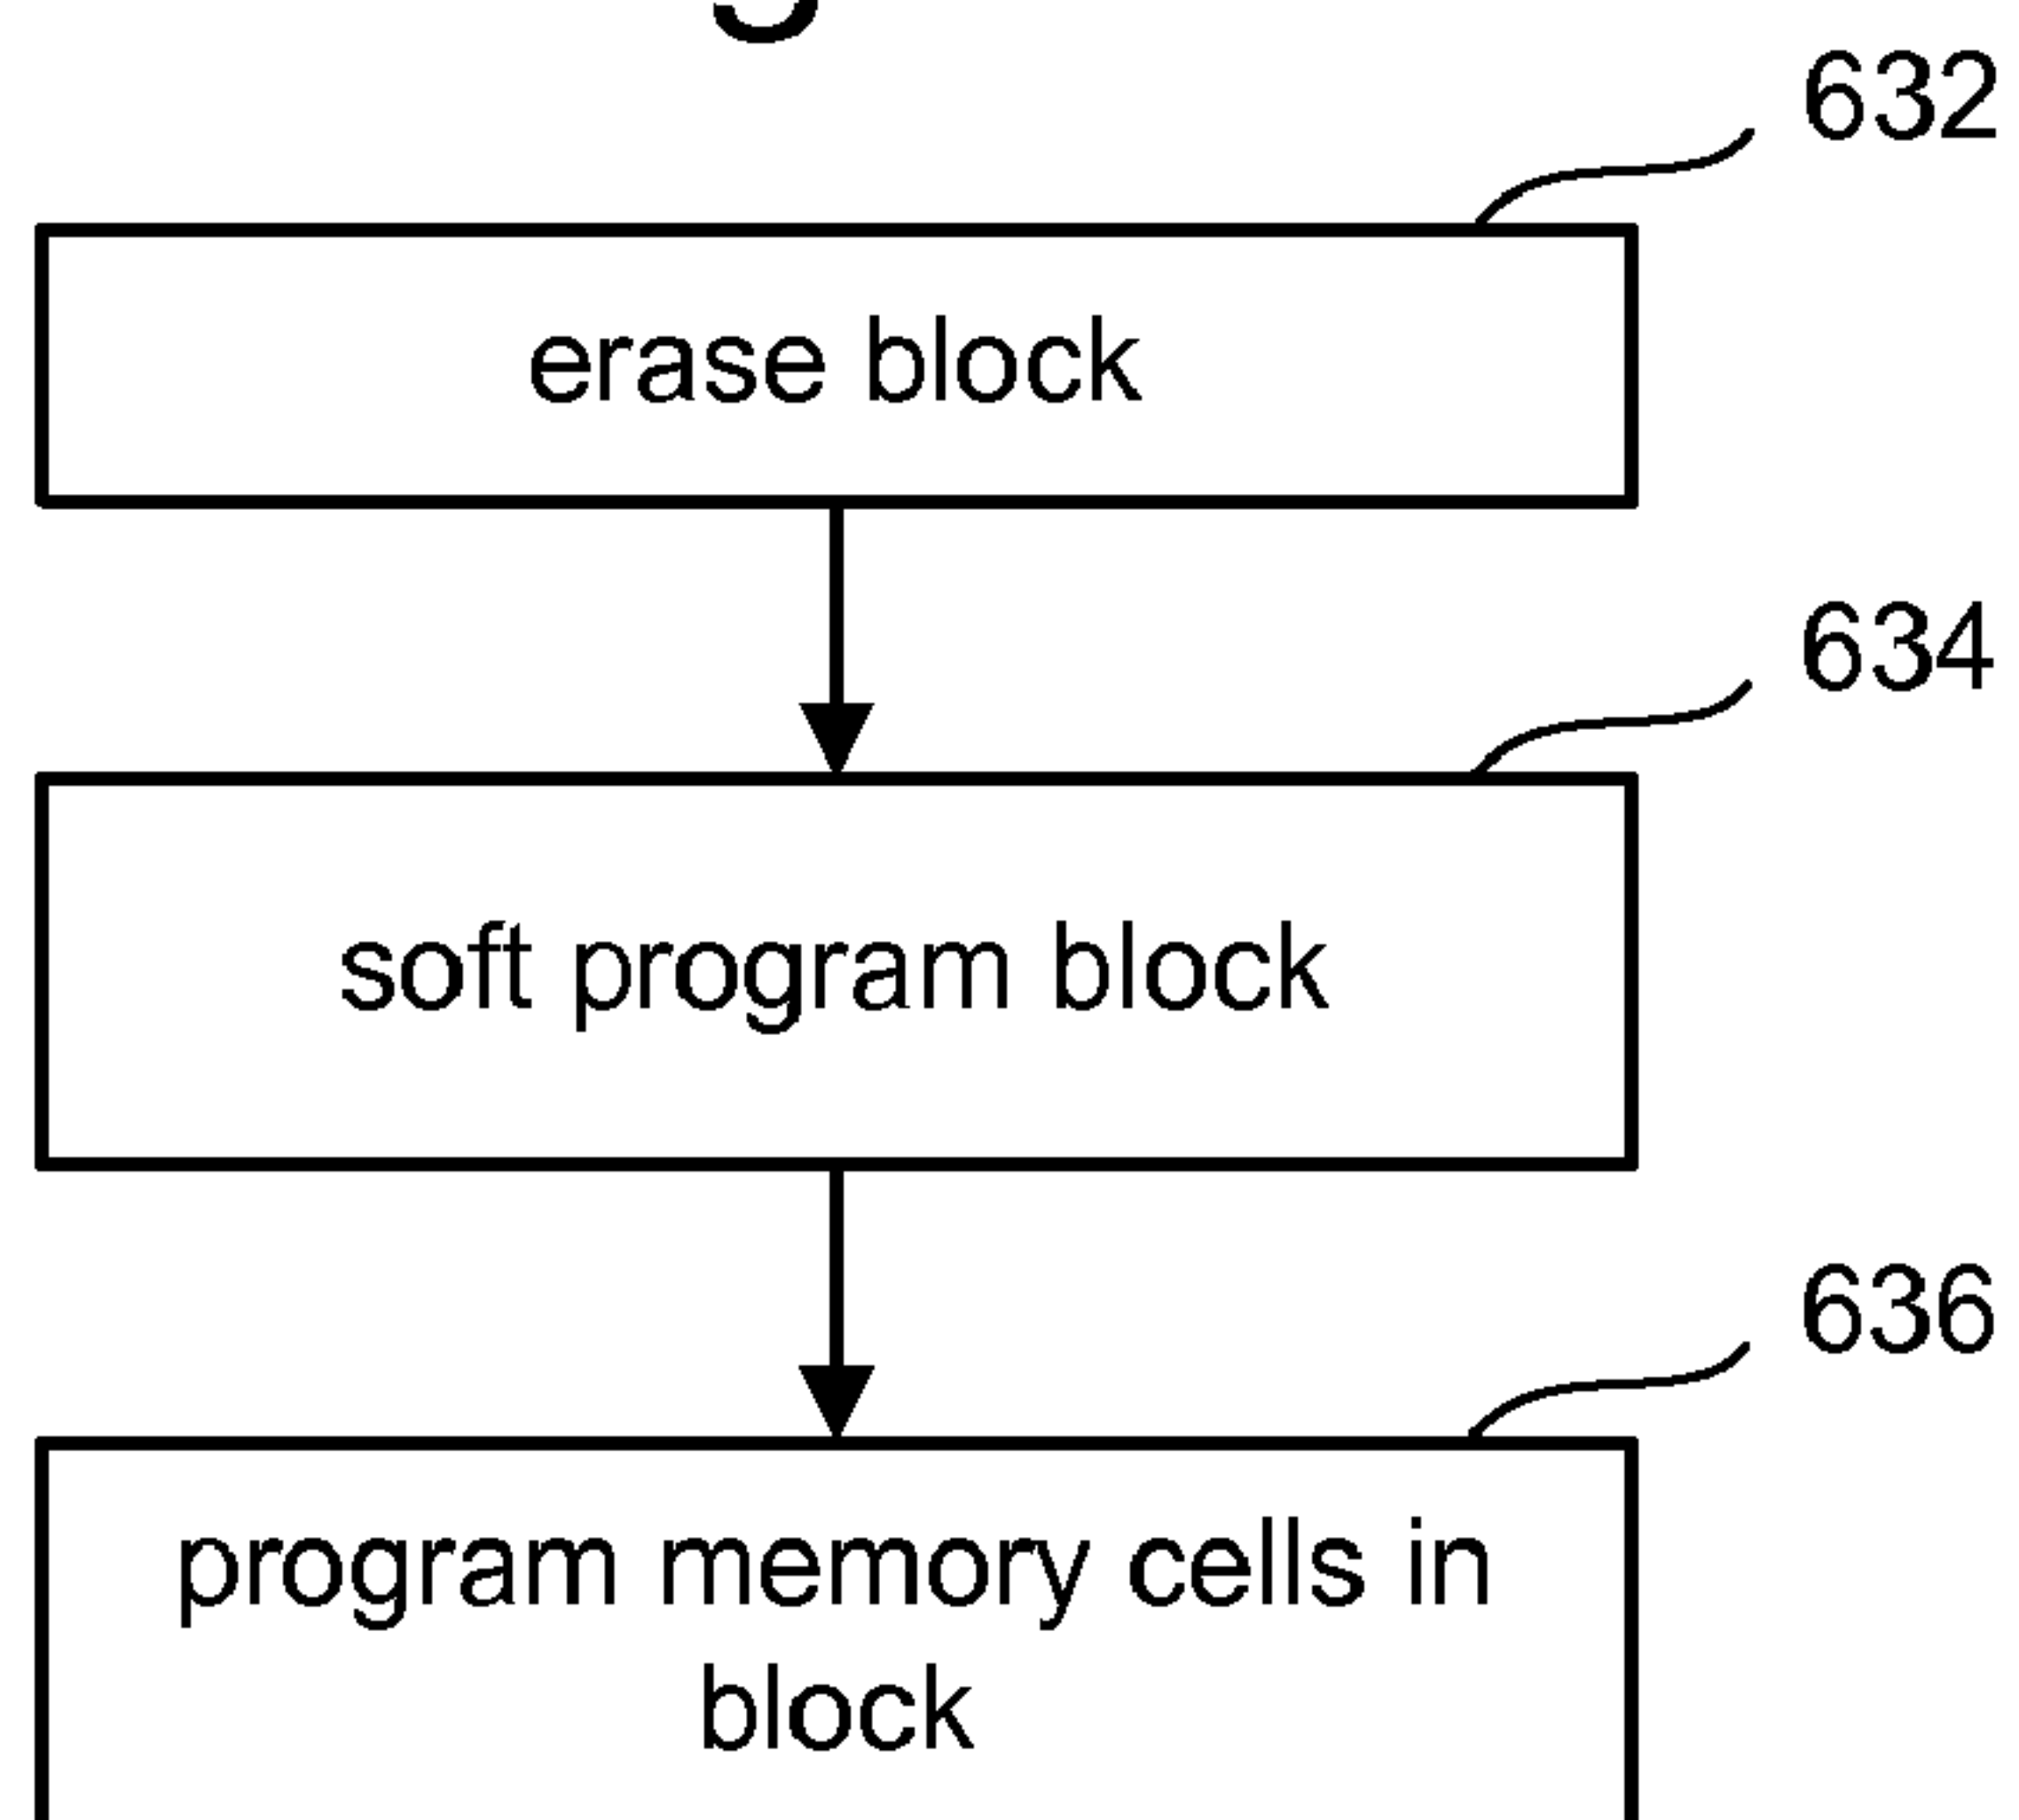 632
erase block
634
soft program block
636
program memory cells in
block